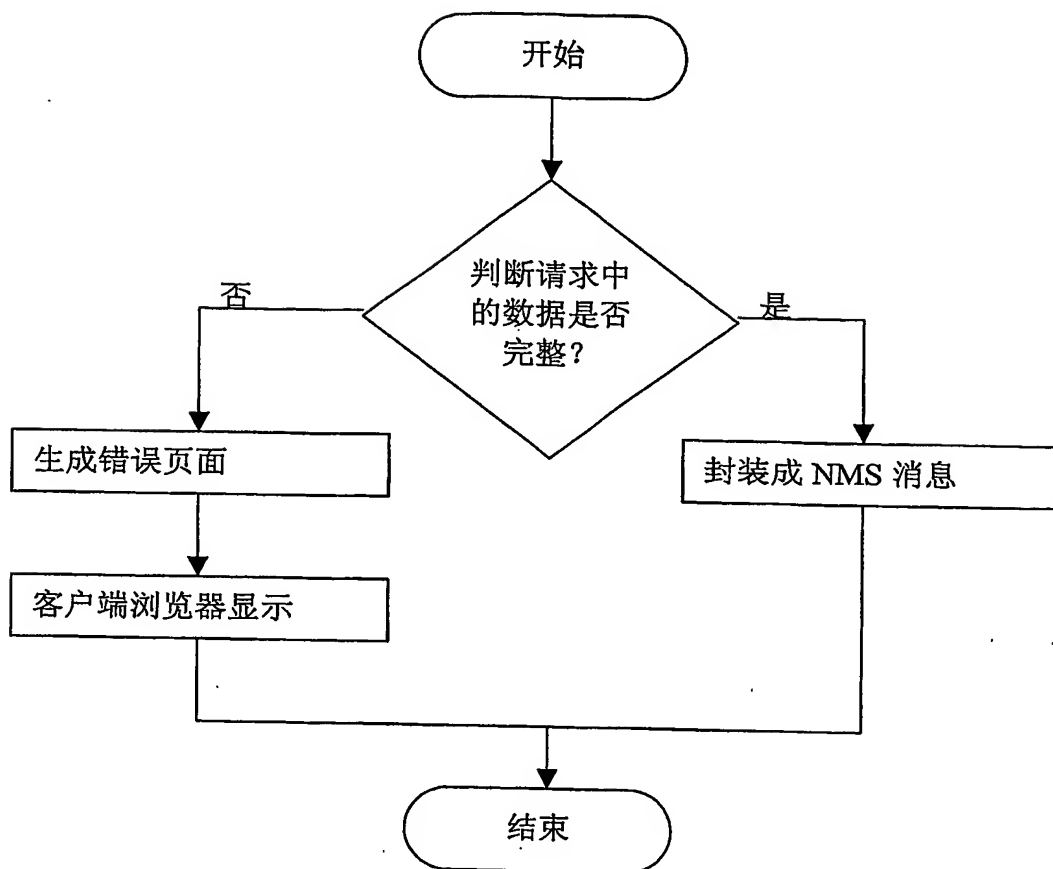 开始
判断请求中
的数据是否
完整？
否
是
生成错误页面
封装成 NMS 消息
客户端浏览器显示
结束